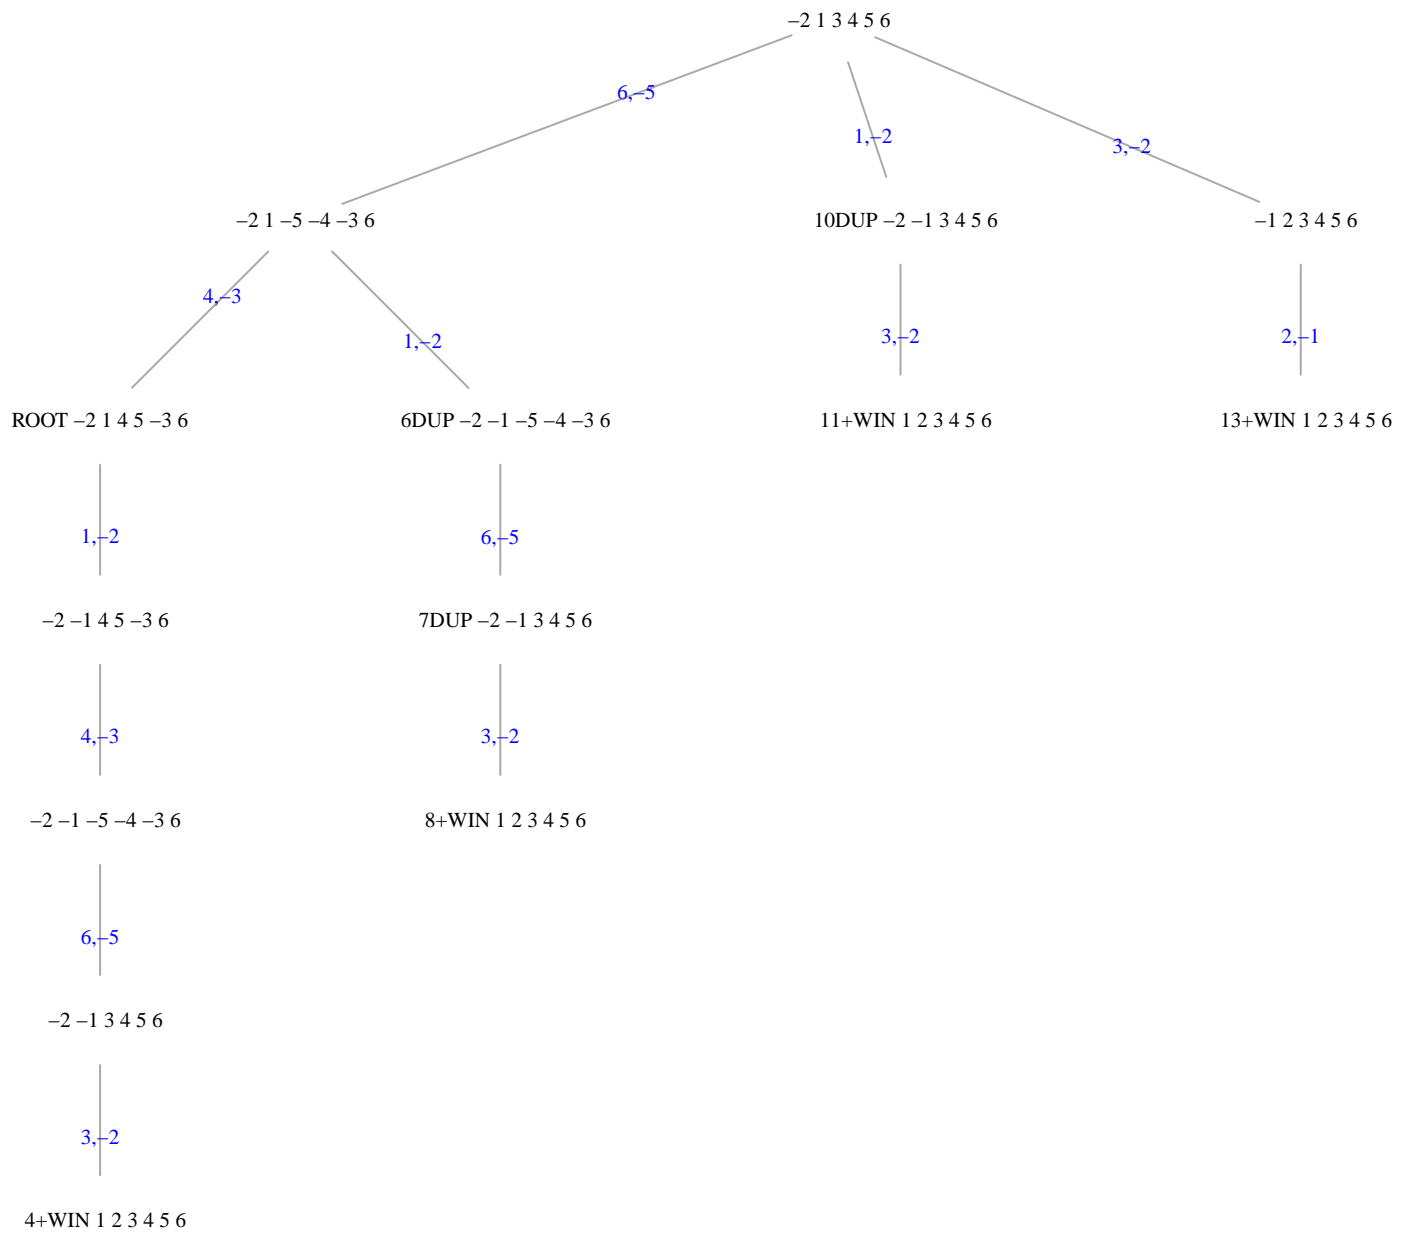 –2 1 3 4 5 6
6,–5
1,–2
3,–2
–2 1 –5 –4 –3 6
10DUP –2 –1 3 4 5 6
–1 2 3 4 5 6
4,–3
1,–2
3,–2
2,–1
ROOT –2 1 4 5 –3 6
6DUP –2 –1 –5 –4 –3 6
11+WIN 1 2 3 4 5 6
13+WIN 1 2 3 4 5 6
1,–2
6,–5
–2 –1 4 5 –3 6
7DUP –2 –1 3 4 5 6
4,–3
3,–2
–2 –1 –5 –4 –3 6
8+WIN 1 2 3 4 5 6
6,–5
–2 –1 3 4 5 6
3,–2
4+WIN 1 2 3 4 5 6